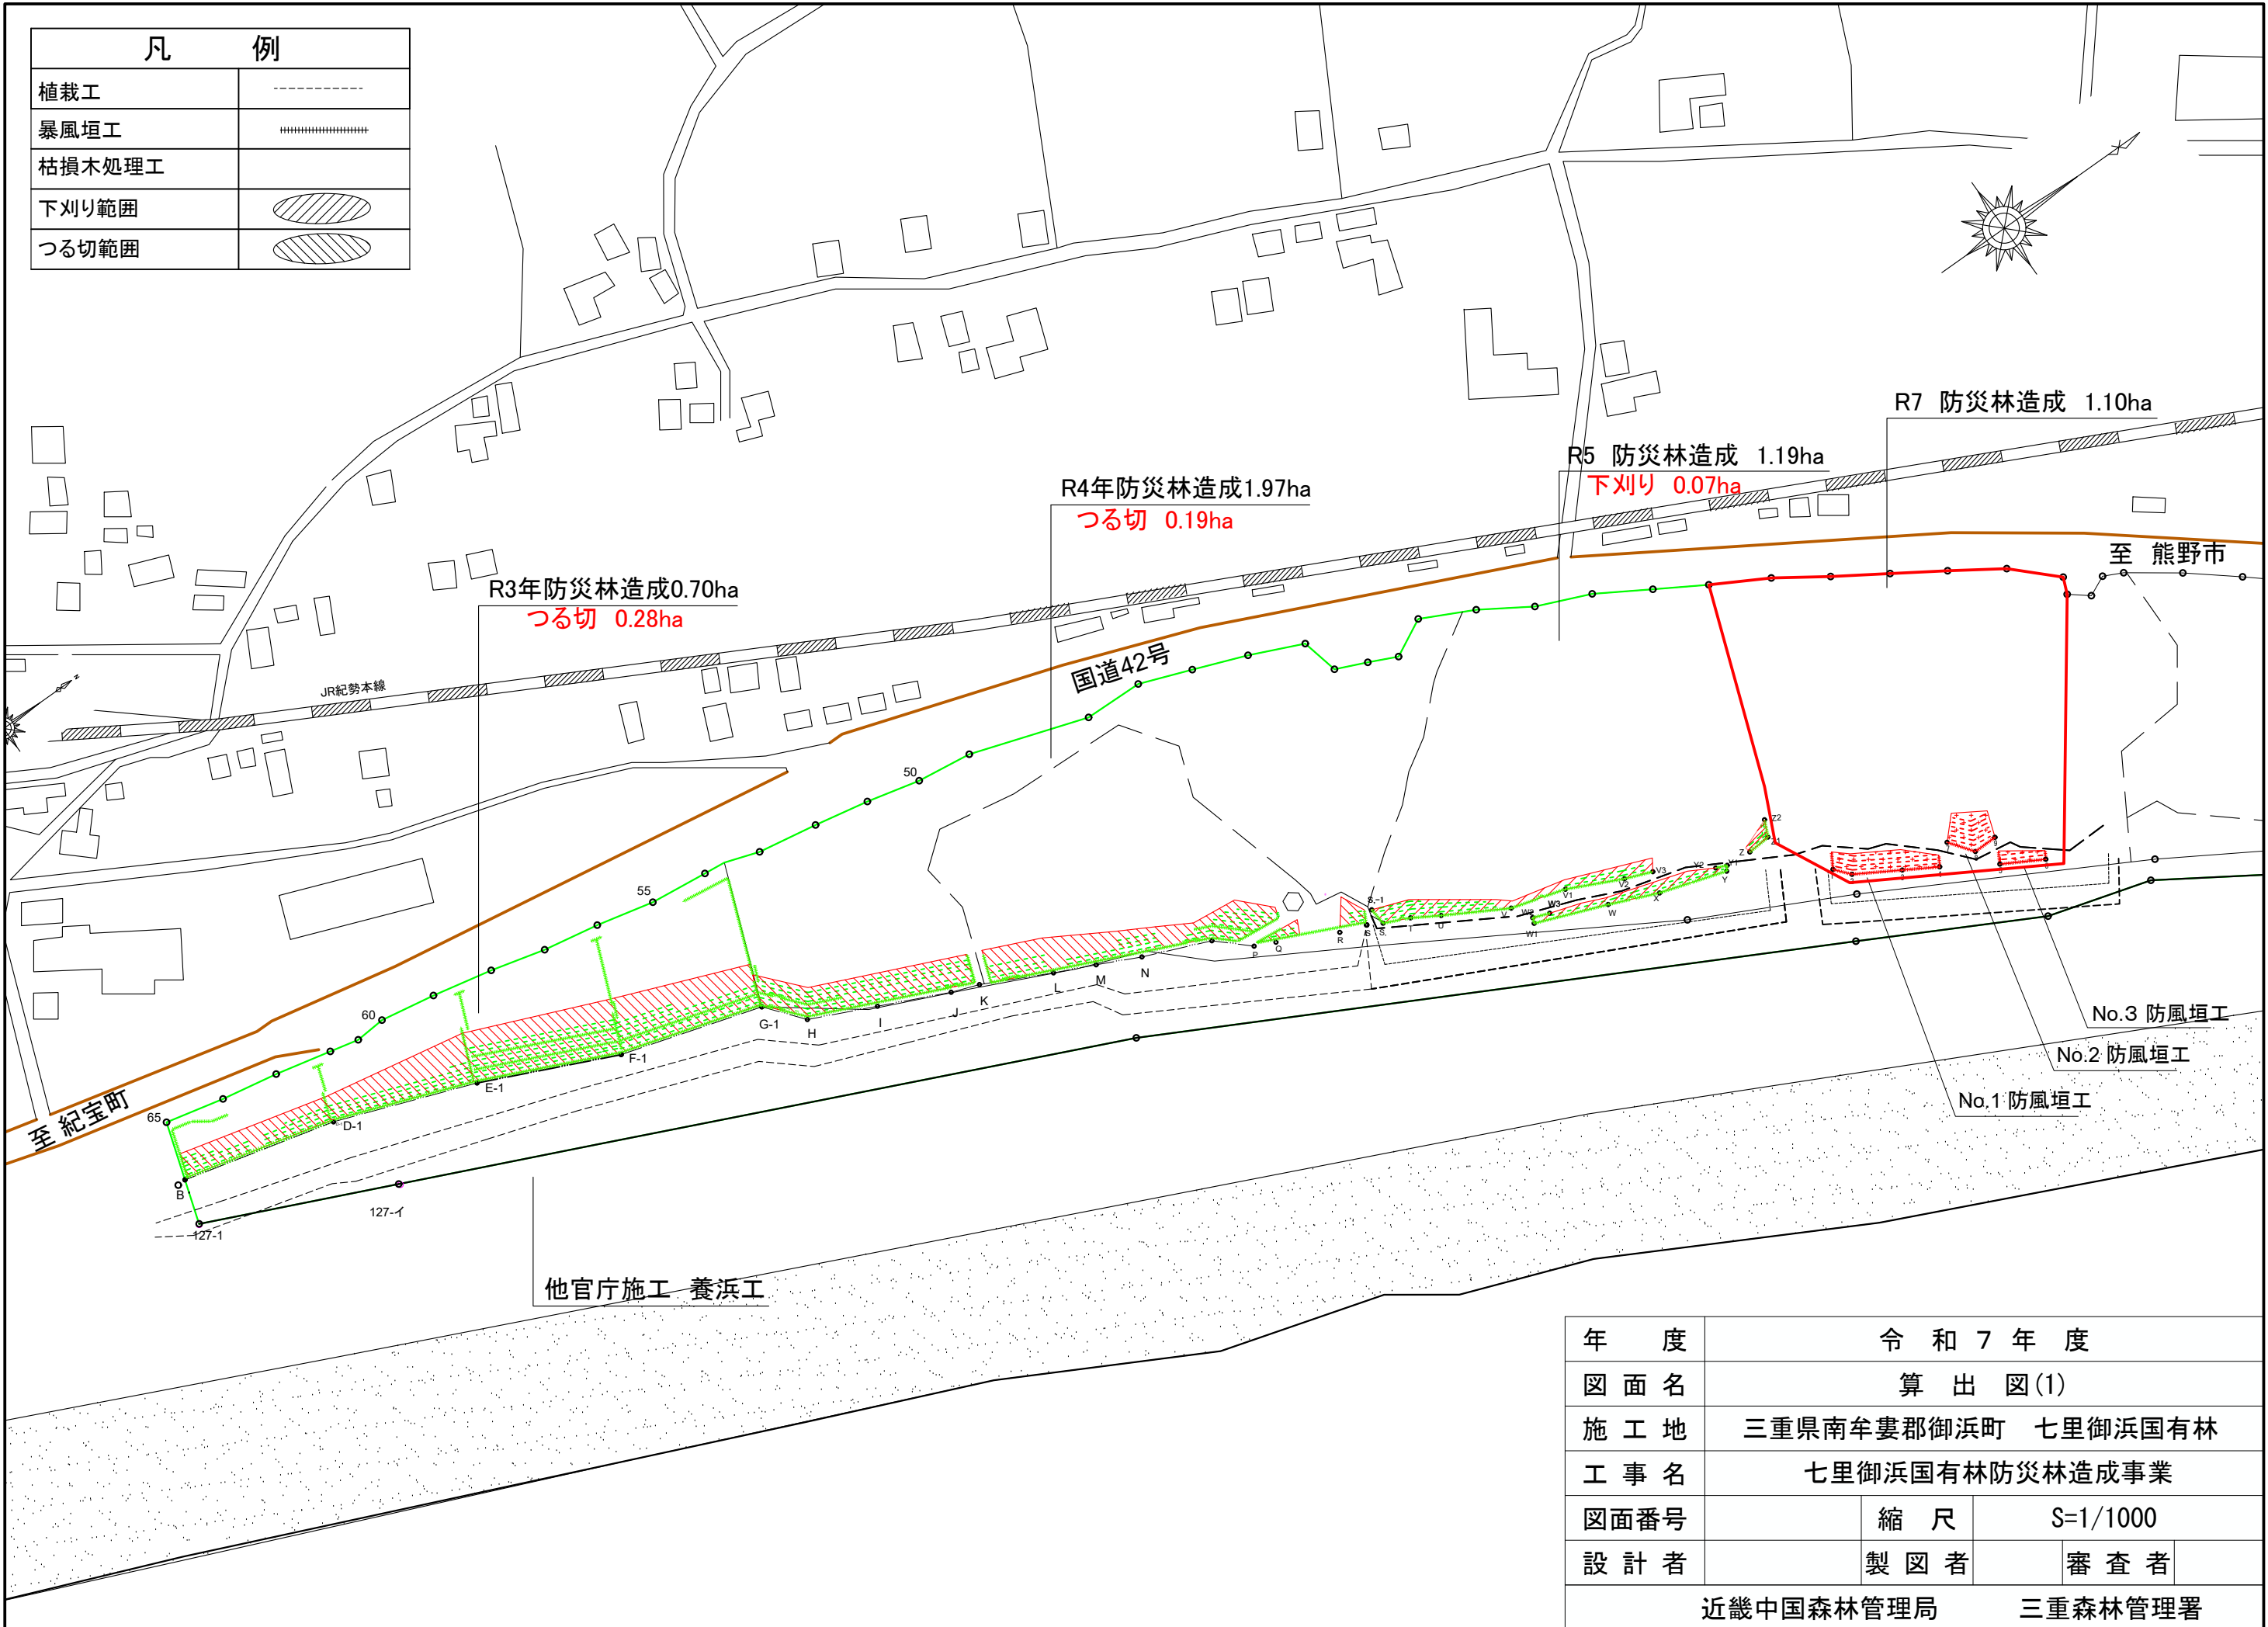 凡 例
植栽工
暴風垣工
枯損木処理工
下刈り範囲
つる切範囲
R7 防災林造成 1.10ha
R5 防災林造成 1.19ha
下刈り 0.07ha
R4年防災林造成1.97ha
つる切 0.19ha
R3年防災林造成0.70ha
つる切 0.28ha
至 熊野市
国道42号
JR紀勢本線
至 紀宝町
50
55
60
65
B
127-1
127-イ
D-1
E-1
F-1
G-1
H
I
J
K
L
M
N
P
Q
R
S
S-1
S
T
U
V
V1
V2
V3
W1
W2
W3
W
X
Y
Y1
Y2
Z
Z1
Z2
No.3 防風垣工
No.2 防風垣工
No.1 防風垣工
他官庁施工 養浜工
年 度 令和7年度
図面名 算出図(1)
施工地 三重県南牟婁郡御浜町 七里御浜国有林
工事名 七里御浜国有林防災林造成事業
図面番号 縮尺 S=1/1000
設計者 製図者 審査者
近畿中国森林管理局 三重森林管理署